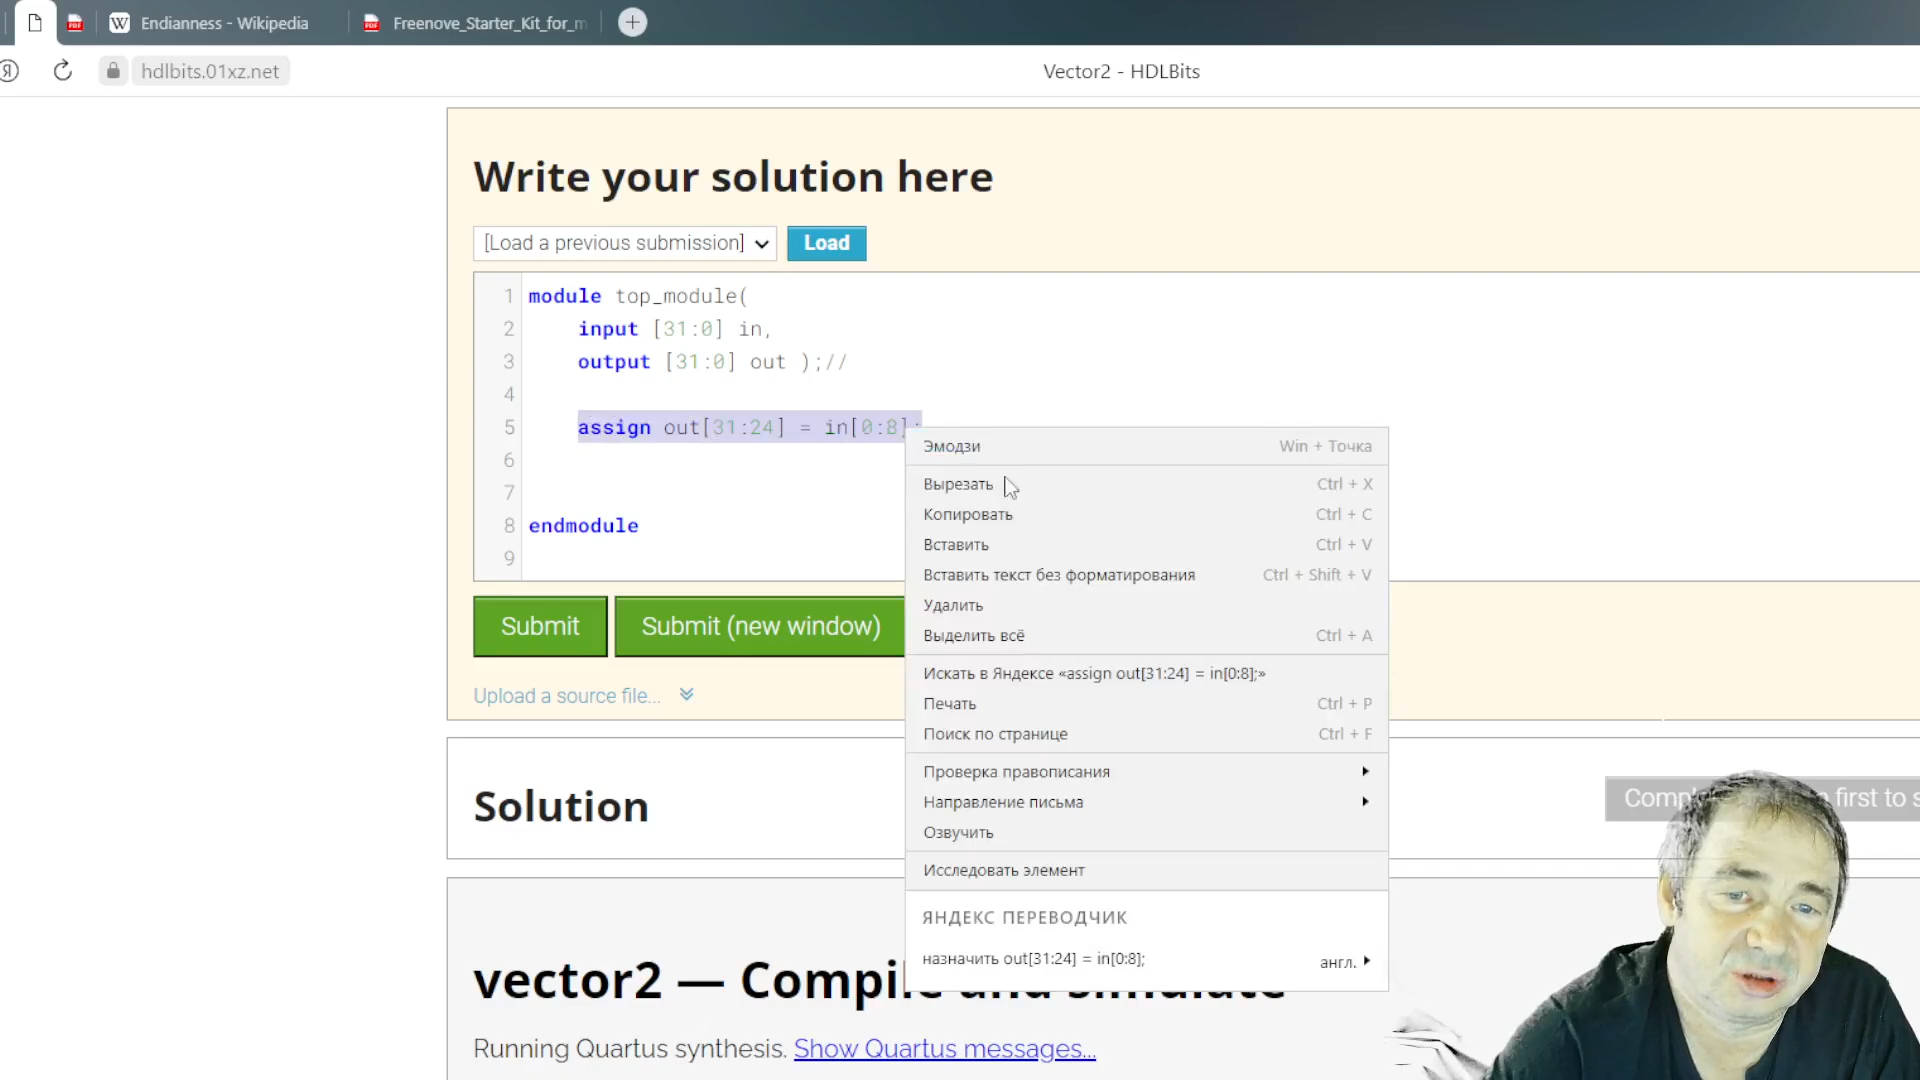 Endianness - Wikipedia
Freenove_Starter_Kit_for_m
hdlbits.01xz.net
Vector2 - HDLBits
Write your solution here
[Load a previous submission]
Load
1 module top_module(
2 input [31:0] in,
3 output [31:0] out );//
4
5 assign out[31:24] = in[0:8];
6
7
8 endmodule
9
Эмодзи Win + Точка
Вырезать Ctrl + X
Копировать Ctrl + C
Вставить Ctrl + V
Вставить текст без форматирования Ctrl + Shift + V
Удалить
Выделить всё Ctrl + A
Искать в Яндексе «assign out[31:24] = in[0:8];»
Печать Ctrl + P
Поиск по странице Ctrl + F
Проверка правописания
Направление письма
Озвучить
Исследовать элемент
ЯНДЕКС ПЕРЕВОДЧИК
назначить out[31:24] = in[0:8]; англ.
Submit
Submit (new window)
Upload a source file...
Solution
first to s
vector2 — Compile and simulate
Running Quartus synthesis. Show Quartus messages...